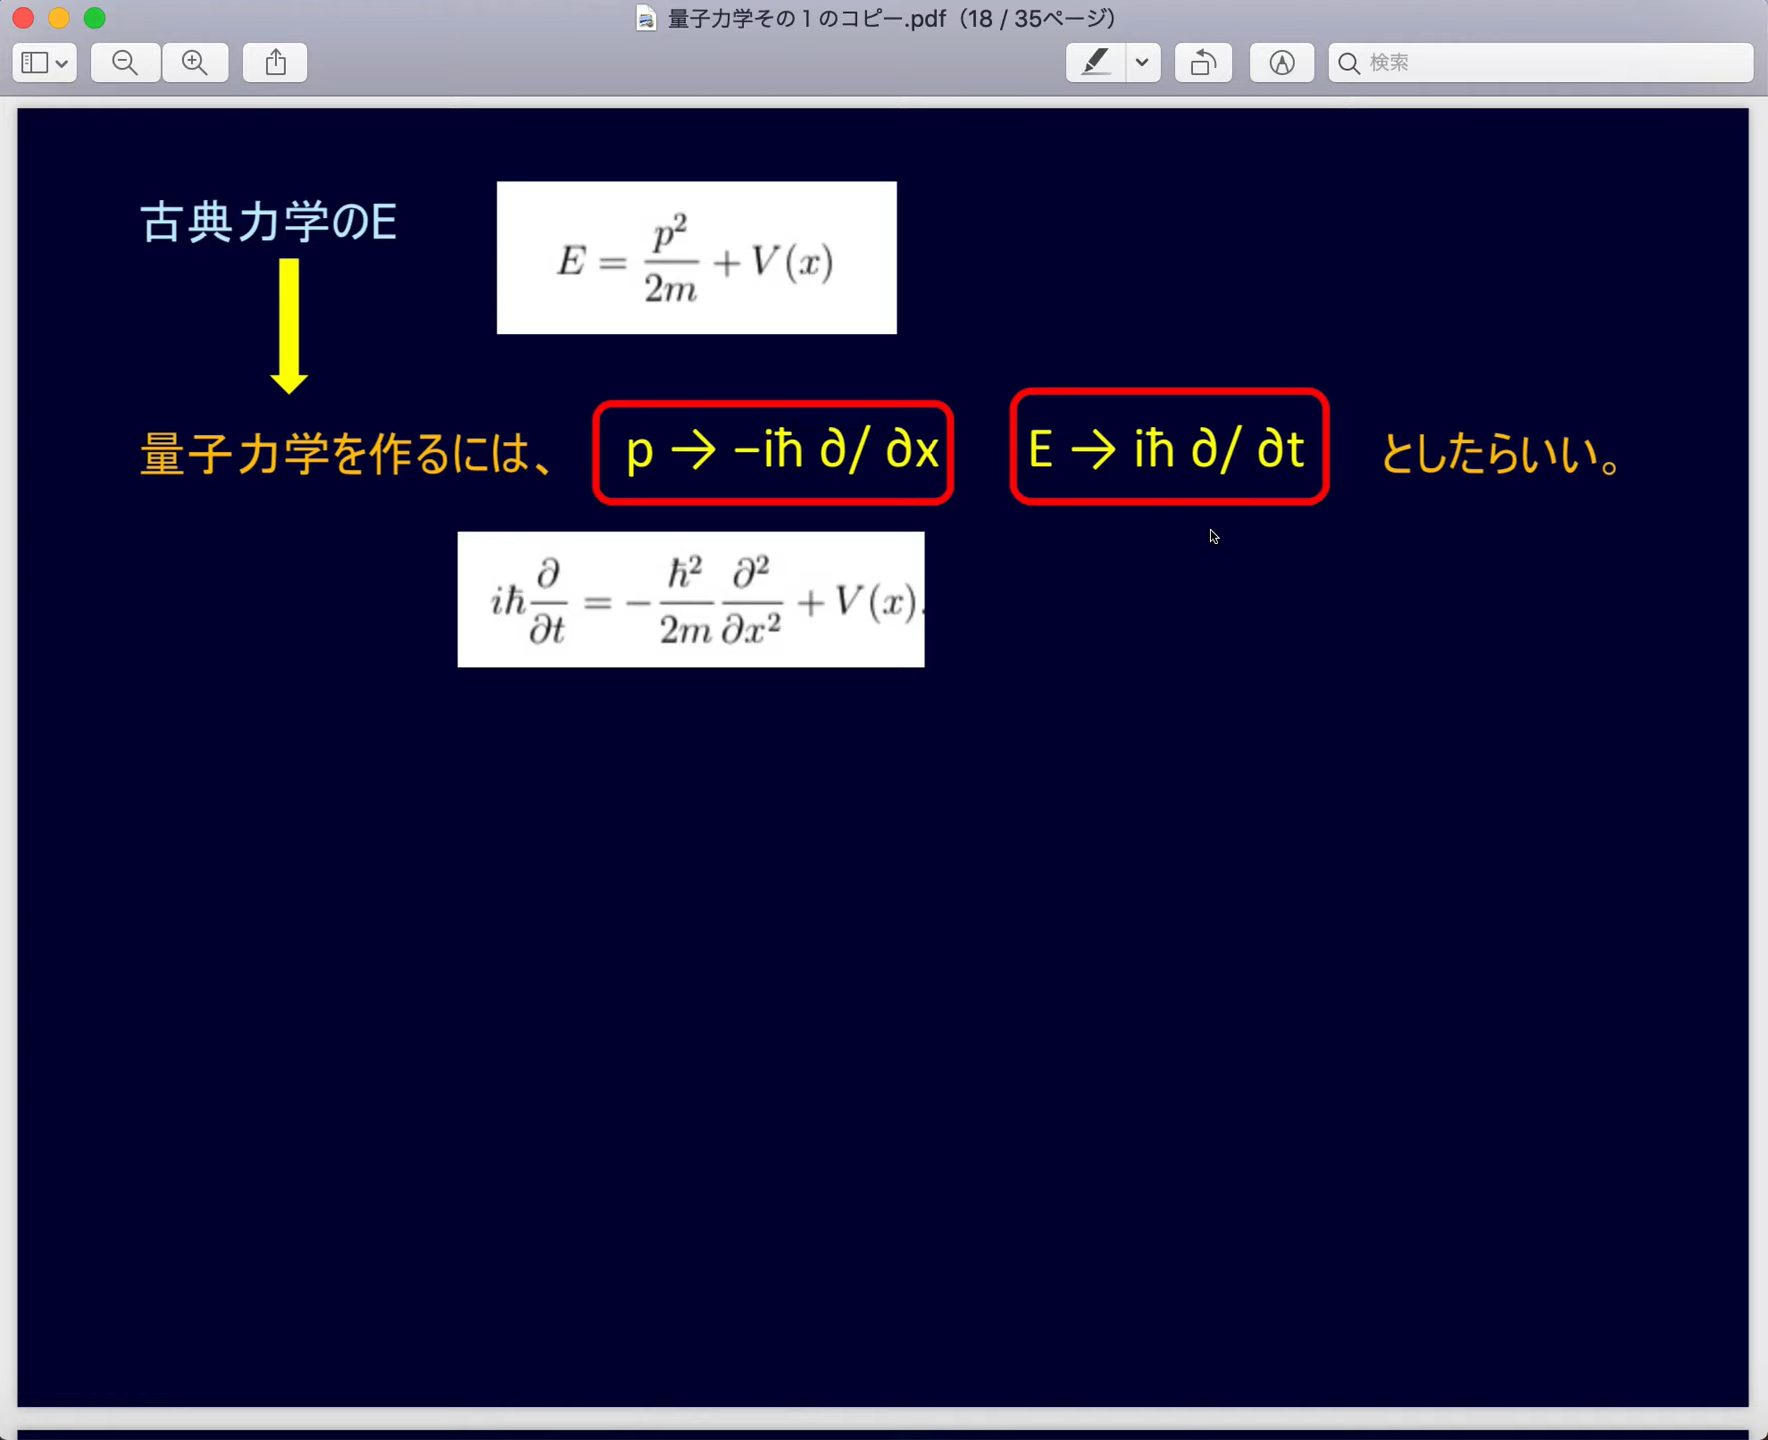 量子力学その１のコピー.pdf（18 / 35ページ）
検索
古典力学のE
E = p²/2m + V(x)
量子力学を作るには、 p → −iħ ∂/ ∂x E → iħ ∂/ ∂t としたらいい。
iħ ∂/∂t = − ħ²/2m ∂²/∂x² + V(x).